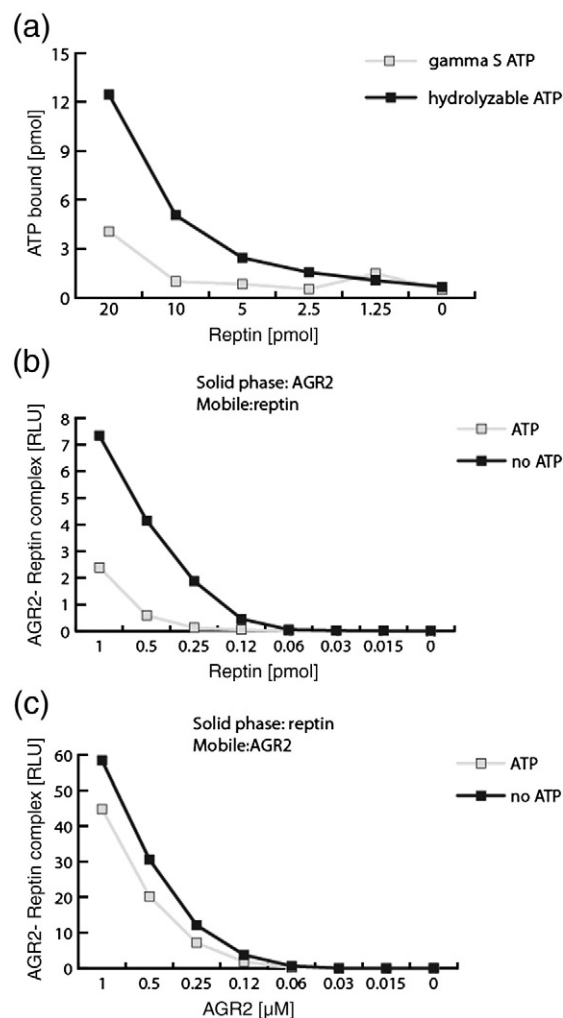 (a)
15
12
9
6
3
0
ATP bound [pmol]
gamma S ATP
hydrolyzable ATP
20 10 5 2.5 1.25 0
Reptin [pmol]
(b)
Solid phase: AGR2
Mobile:reptin
8
7
6
5
4
3
2
1
0
AGR2- Reptin complex [RLU]
ATP
no ATP
1 0.5 0.25 0.12 0.06 0.03 0.015 0
Reptin [pmol]
(c)
Solid phase: reptin
Mobile:AGR2
60
50
40
30
20
10
0
AGR2- Reptin complex [RLU]
ATP
no ATP
1 0.5 0.25 0.12 0.06 0.03 0.015 0
AGR2 [µM]